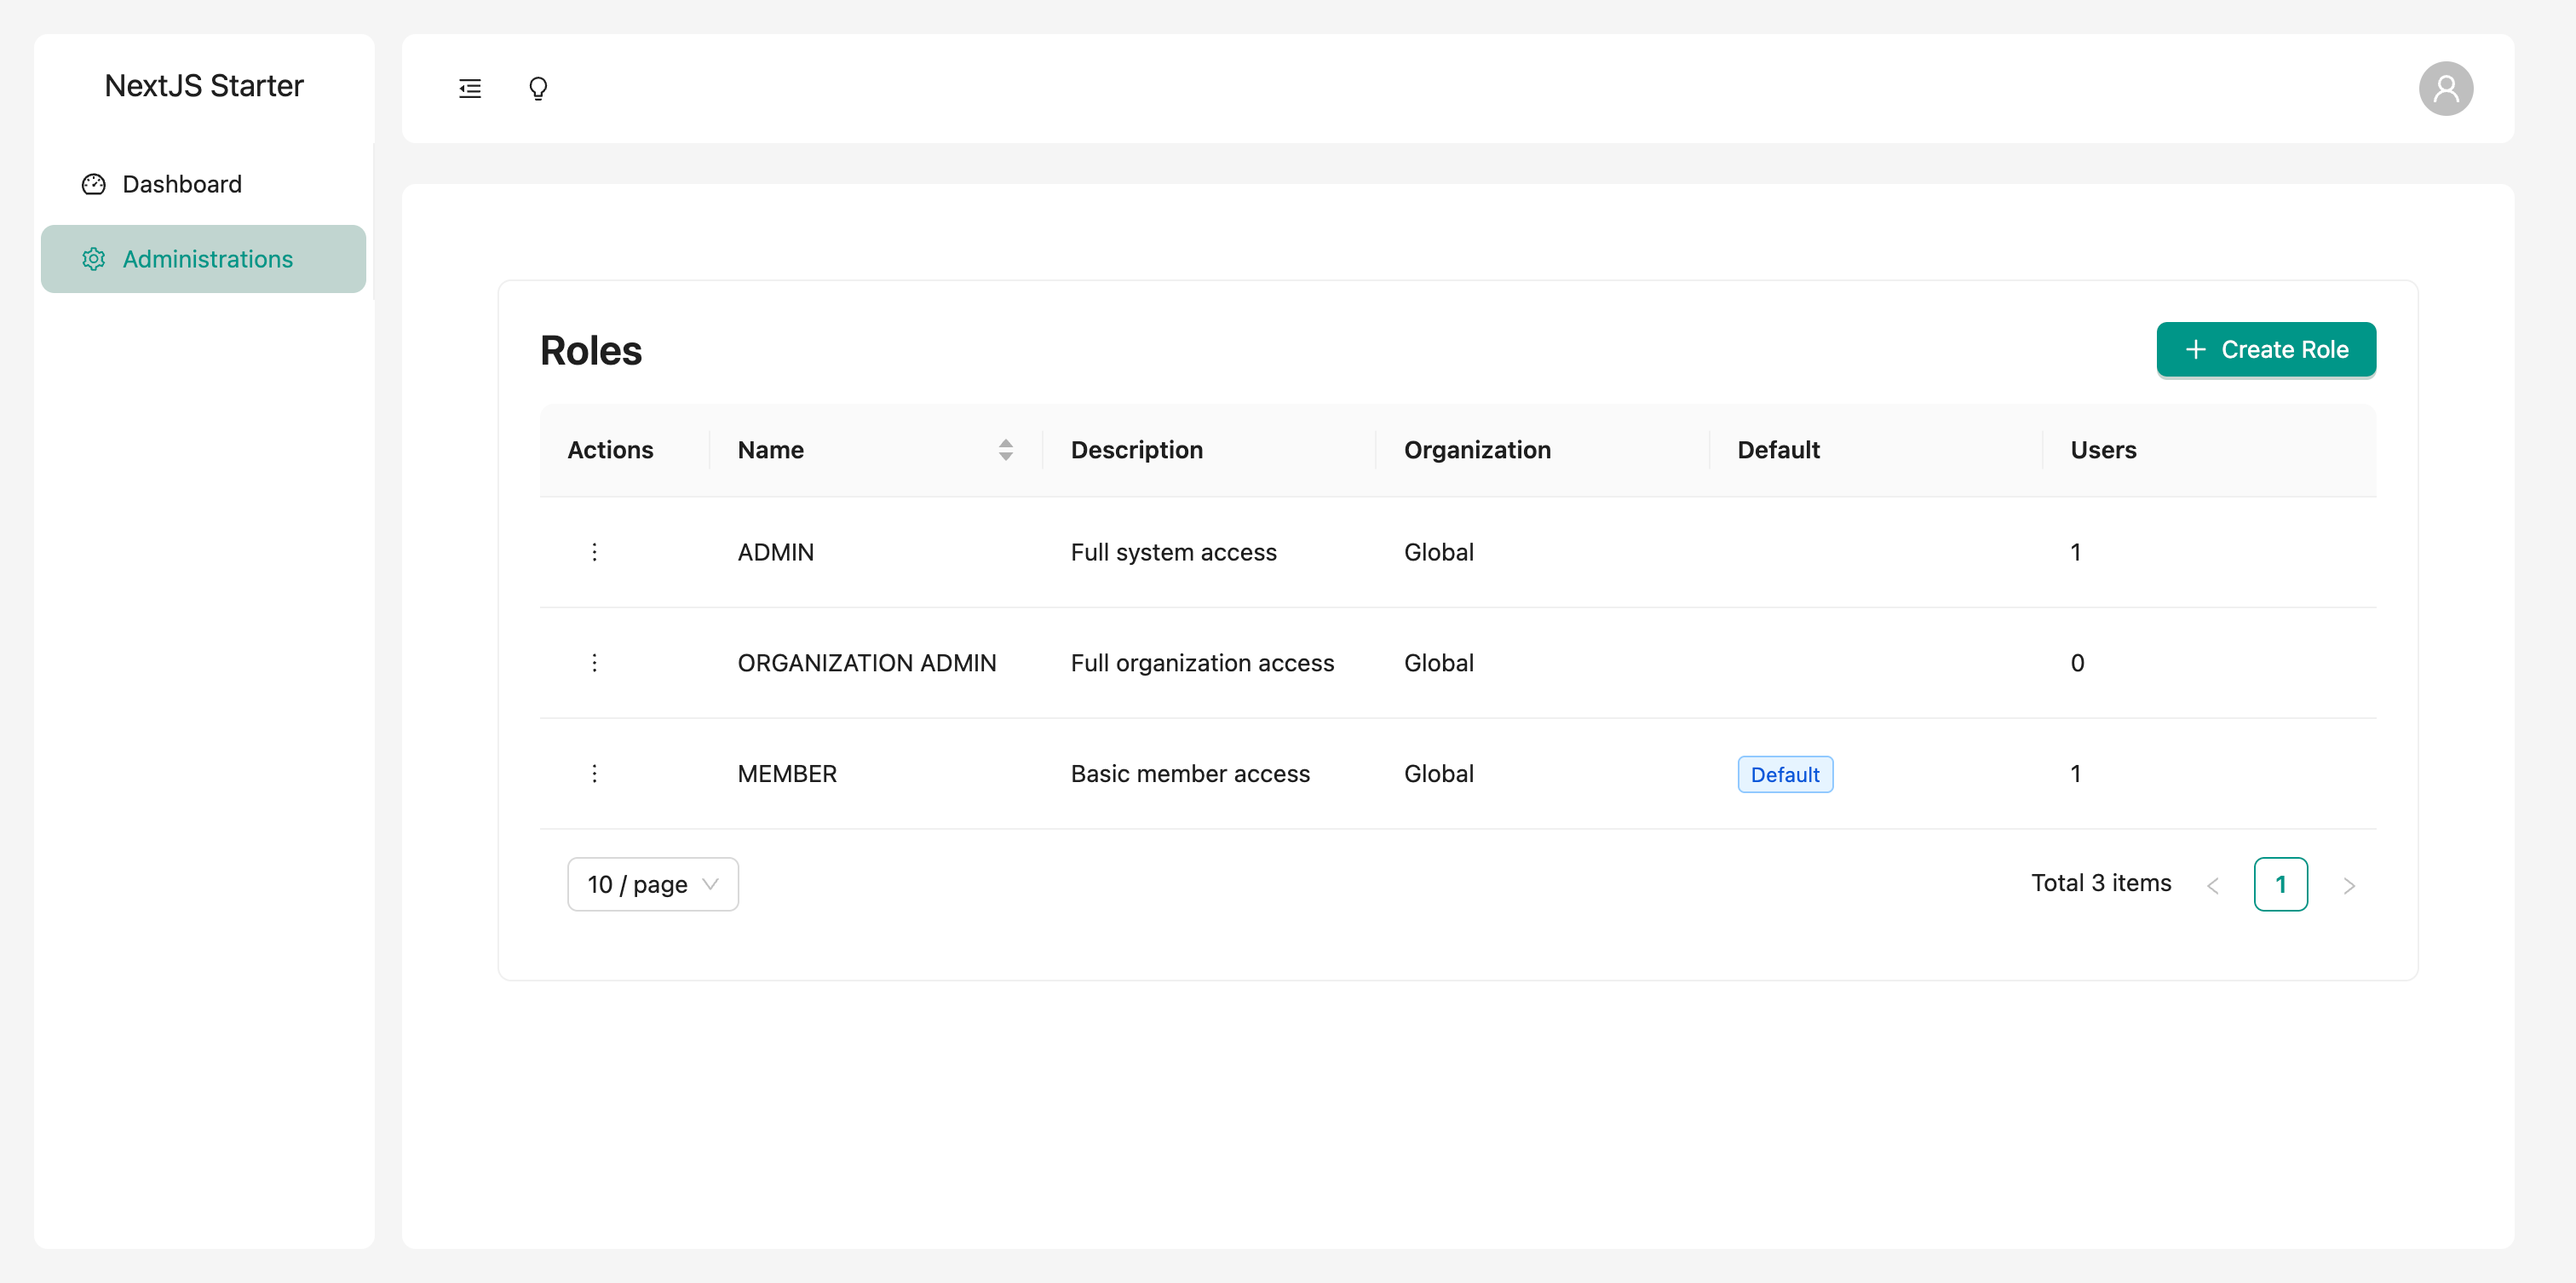 NextJS Starter
Dashboard
Administrations
Roles
Create Role
Actions Name Description Organization Default Users
ADMIN Full system access Global 1
ORGANIZATION ADMIN Full organization access Global 0
MEMBER Basic member access Global Default 1
10 / page Total 3 items 1